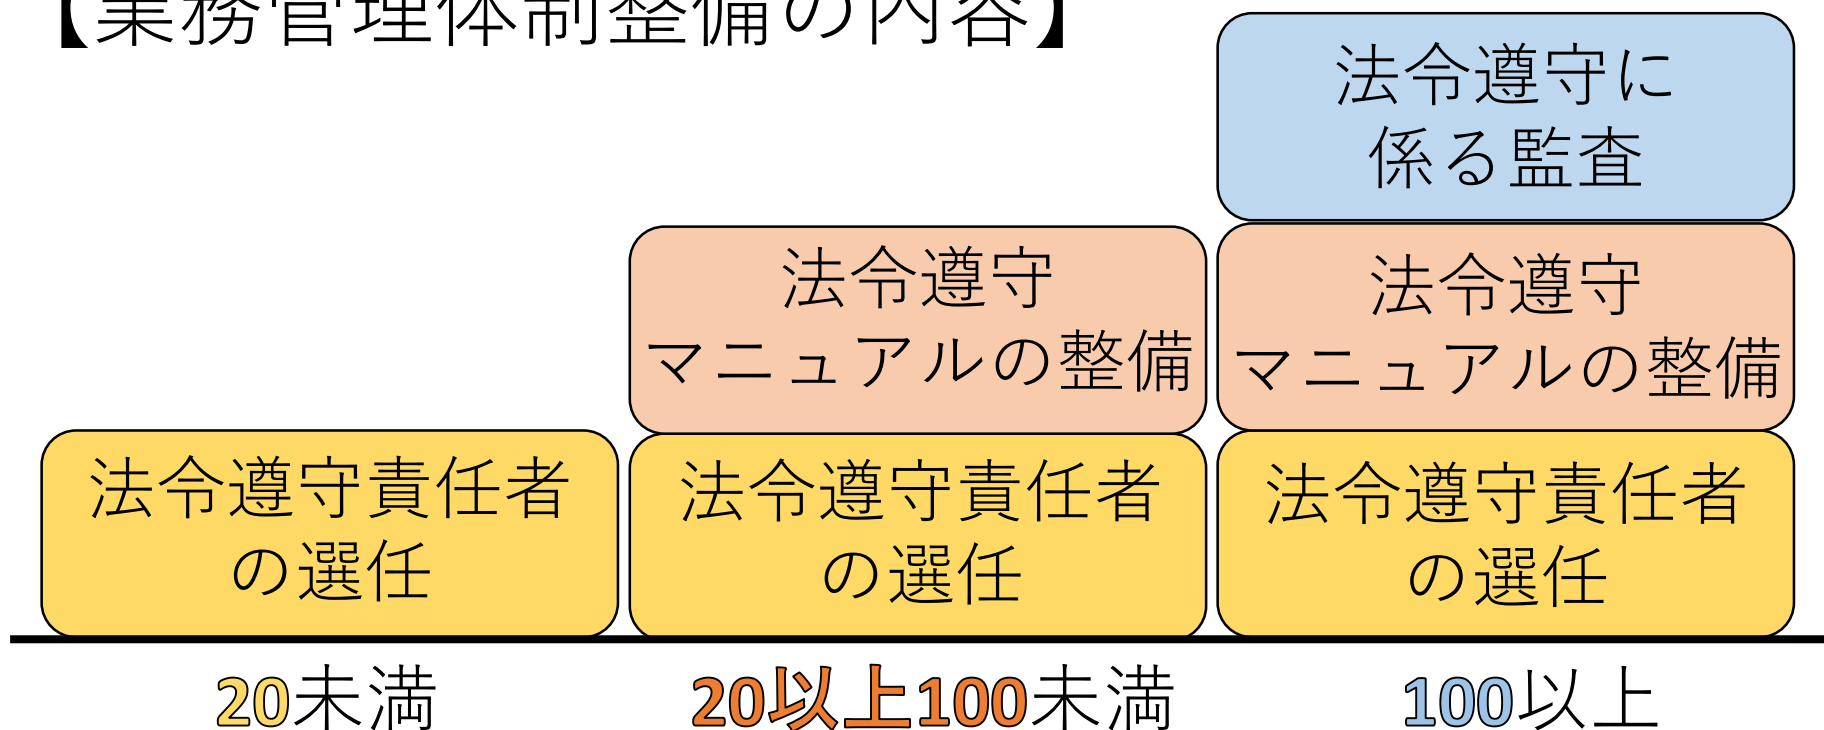 【業務管理体制整備の内容】
法令遵守に
係る監査
法令遵守
マニュアルの整備
法令遵守
マニュアルの整備
法令遵守責任者
の選任
法令遵守責任者
の選任
法令遵守責任者
の選任
20未満
20以上100未満
100以上